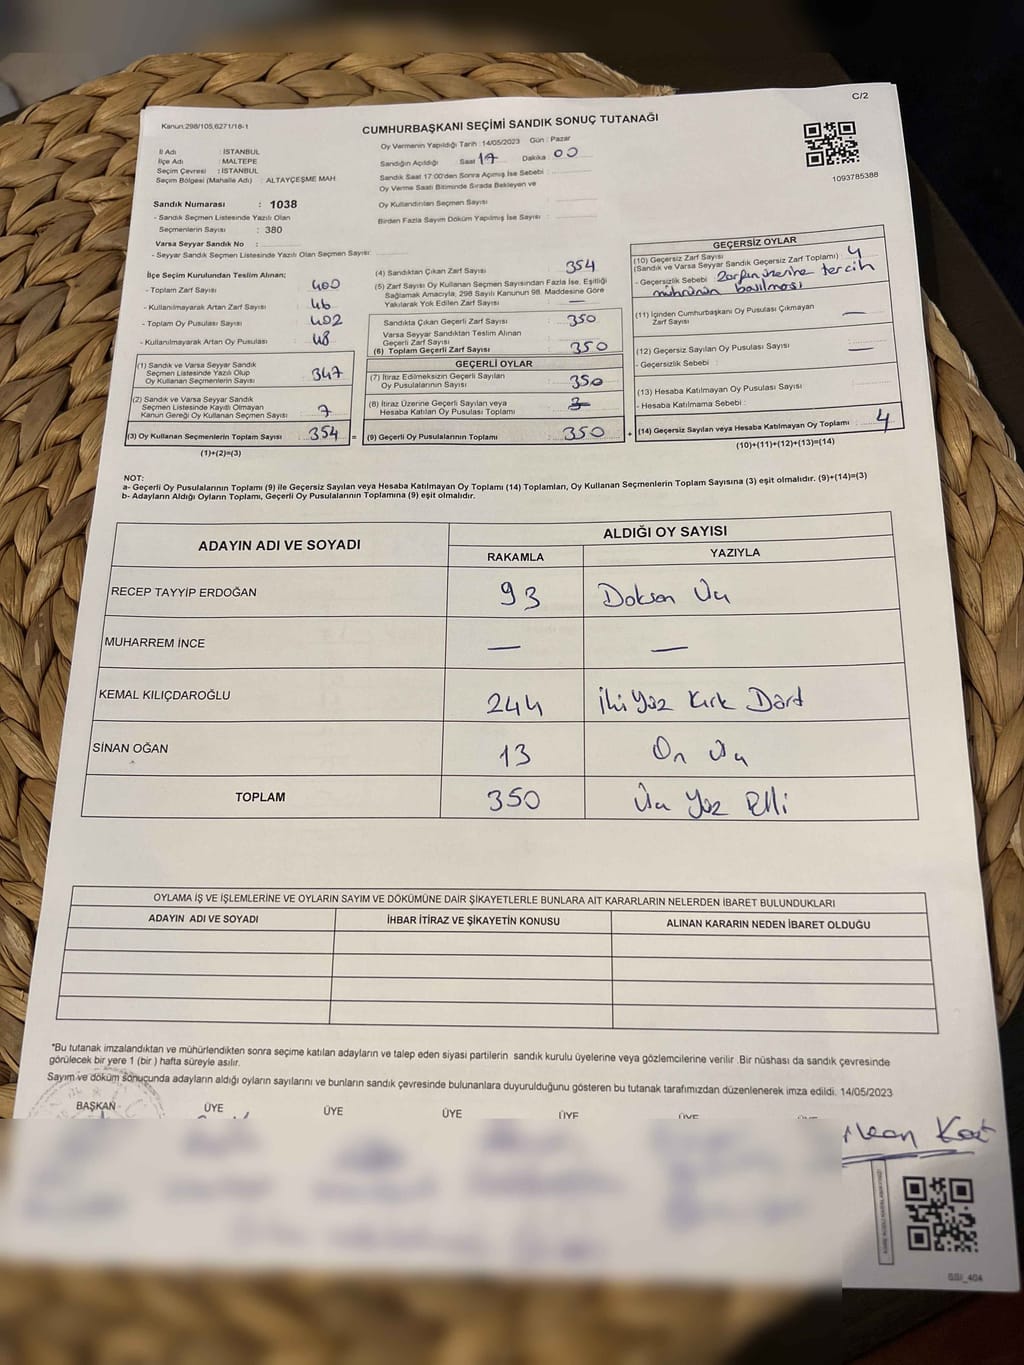 C/2
Kanun:298/105,6271/18-1
CUMHURBAŞKANI SEÇİMİ SANDIK SONUÇ TUTANAĞI
İl Adı : İSTANBUL
İlçe Adı : MALTEPE
Seçim Çevresi : İSTANBUL
Seçim Bölgesi (Mahalle Adı) : ALTAYÇEŞME MAH
Oy Vermenin Yapıldığı Tarih : 14/05/2023 Gün : Pazar
Sandığın Açıldığı Saat 17 Dakika 00
Sandık Saat 17:00'den Sonra Açımış İse Sebebi :
Oy Verme Saati Bitiminde Sırada Bekleyen ve
Oy Kullandırılan Seçmen Sayısı :
Birden Fazla Sayım Döküm Yapılmış İse Sayısı :
1093785388
Sandık Numarası : 1038
- Sandık Seçmen Listesinde Yazılı Olan
Seçmenlerin Sayısı : 380
Varsa Seyyar Sandık No :
- Seyyar Sandık Seçmen Listesinde Yazılı Olan Seçmen Sayısı:
İlçe Seçim Kurulundan Teslim Alınan;
- Toplam Zarf Sayısı : 400
- Kullanılmayarak Artan Zarf Sayısı : 46
- Toplam Oy Pusulası Sayısı : 402
- Kullanılmayarak Artan Oy Pusulası : 48
(1) Sandık ve Varsa Seyyar Sandık
Seçmen Listesinde Yazılı Olup
Oy Kullanan Seçmenlerin Sayısı : 347
(2) Sandık ve Varsa Seyyar Sandık
Seçmen Listesinde Kayıtlı Olmayan
Kanun Gereği Oy Kullanan Seçmen Sayısı : 7
(3) Oy Kullanan Seçmenlerin Toplam Sayısı : 354 =
(1)+(2)=(3)
(4) Sandıktan Çıkan Zarf Sayısı : 354
(5) Zarf Sayısı Oy Kullanan Seçmen Sayısından Fazla İse, Eşitliği
Sağlamak Amacıyla; 298 Sayılı Kanunun 98. Maddesine Göre
Yakılarak Yok Edilen Zarf Sayısı : —
Sandıkta Çıkan Geçerli Zarf Sayısı : 350
Varsa Seyyar Sandıktan Teslim Alınan
Geçerli Zarf Sayısı :
(6) Toplam Geçerli Zarf Sayısı : 350
GEÇERLİ OYLAR
(7) İtiraz Edilmeksizin Geçerli Sayılan
Oy Pusulalarının Sayısı : 350
(8) İtiraz Üzerine Geçerli Sayılan veya
Hesaba Katılan Oy Pusulası Toplamı :
(9) Geçerli Oy Pusulalarının Toplamı : 350 +
GEÇERSİZ OYLAR
(10) Geçersiz Zarf Sayısı
(Sandık ve Varsa Seyyar Sandık Geçersiz Zarf Toplamı) : 4
- Geçersizlik Sebebi : Zarfın üzerine tercih
mührünün basılması
(11) İçinden Cumhurbaşkanı Oy Pusulası Çıkmayan
Zarf Sayısı : —
(12) Geçersiz Sayılan Oy Pusulası Sayısı : —
- Geçersizlik Sebebi :
(13) Hesaba Katılmayan Oy Pusulası Sayısı :
- Hesaba Katılmama Sebebi :
(14) Geçersiz Sayılan veya Hesaba Katılmayan Oy Toplamı : 4
(10)+(11)+(12)+(13)=(14)
NOT:
a- Geçerli Oy Pusulalarının Toplamı (9) ile Geçersiz Sayılan veya Hesaba Katılmayan Oy Toplamı (14) Toplamları, Oy Kullanan Seçmenlerin Toplam Sayısına (3) eşit olmalıdır. (9)+(14)=(3)
b- Adayların Aldığı Oyların Toplamı, Geçerli Oy Pusulalarının Toplamına (9) eşit olmalıdır.
ADAYIN ADI VE SOYADI
ALDIĞI OY SAYISI
RAKAMLA YAZIYLA
RECEP TAYYİP ERDOĞAN 93 Doksan Üç
MUHARREM İNCE — —
KEMAL KILIÇDAROĞLU 244 İki Yüz Kırk Dört
SİNAN OĞAN 13 On Üç
TOPLAM 350 Üç Yüz Elli
OYLAMA İŞ VE İŞLEMLERİNE VE OYLARIN SAYIM VE DÖKÜMÜNE DAİR ŞİKAYETLERLE BUNLARA AİT KARARLARIN NELERDEN İBARET BULUNDUKLARI
ADAYIN ADI VE SOYADI İHBAR İTİRAZ VE ŞİKAYETİN KONUSU ALINAN KARARIN NEDEN İBARET OLDUĞU
*Bu tutanak imzalandıktan ve mühürlendikten sonra seçime katılan adayların ve talep eden siyasi partilerin sandık kurulu üyelerine veya gözlemcilerine verilir .Bir nüshası da sandık çevresinde
görülecek bir yere 1 (bir ) hafta süreyle asılır.
Sayım ve döküm sonucunda adayların aldığı oyların sayılarını ve bunların sandık çevresinde bulunanlara duyurulduğunu gösteren bu tutanak tarafımızdan düzenlenerek imza edildi. 14/05/2023
BAŞKAN ÜYE ÜYE ÜYE ÜYE ÜYE ÜYE